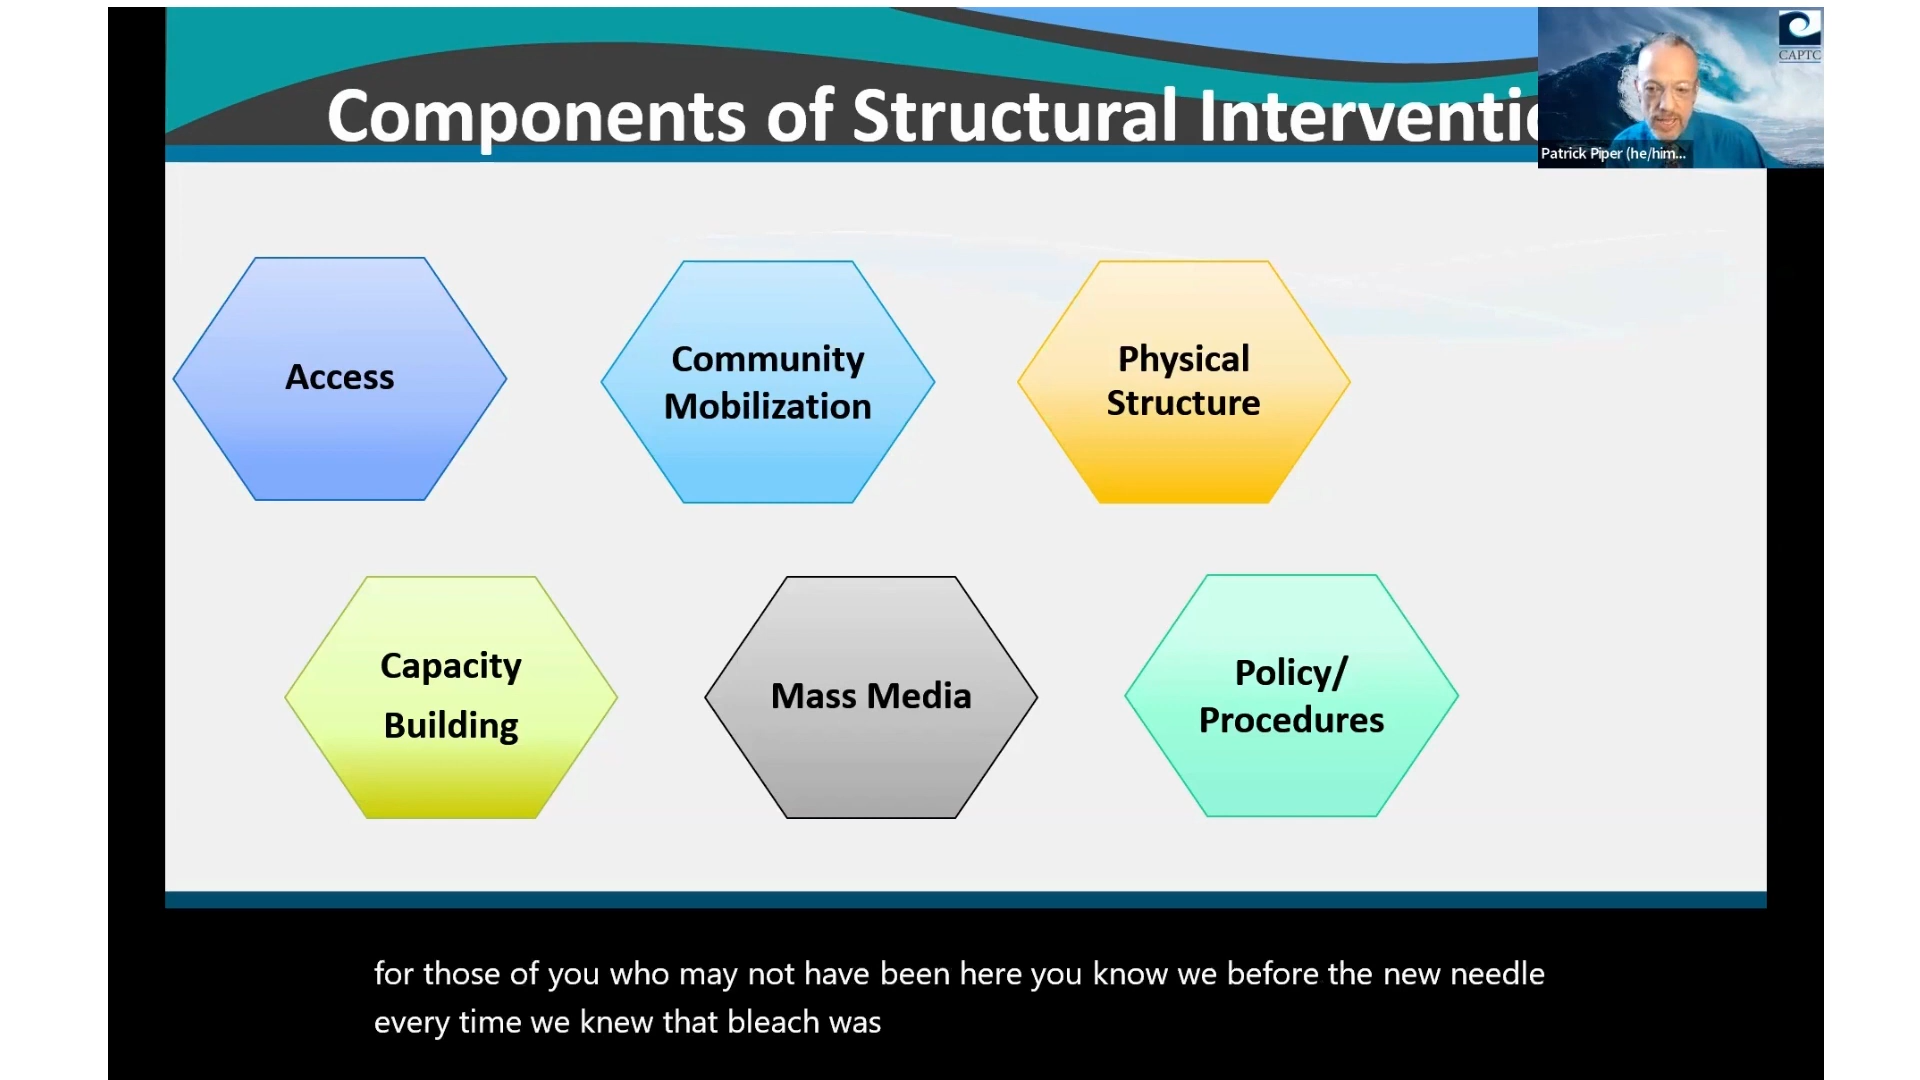 Components of Structural Interventio
CAPTC
Patrick Piper (he/him...
Access
Community
Mobilization
Physical
Structure
Capacity
Building
Mass Media
Policy/
Procedures
for those of you who may not have been here you know we before the new needle
every time we knew that bleach was